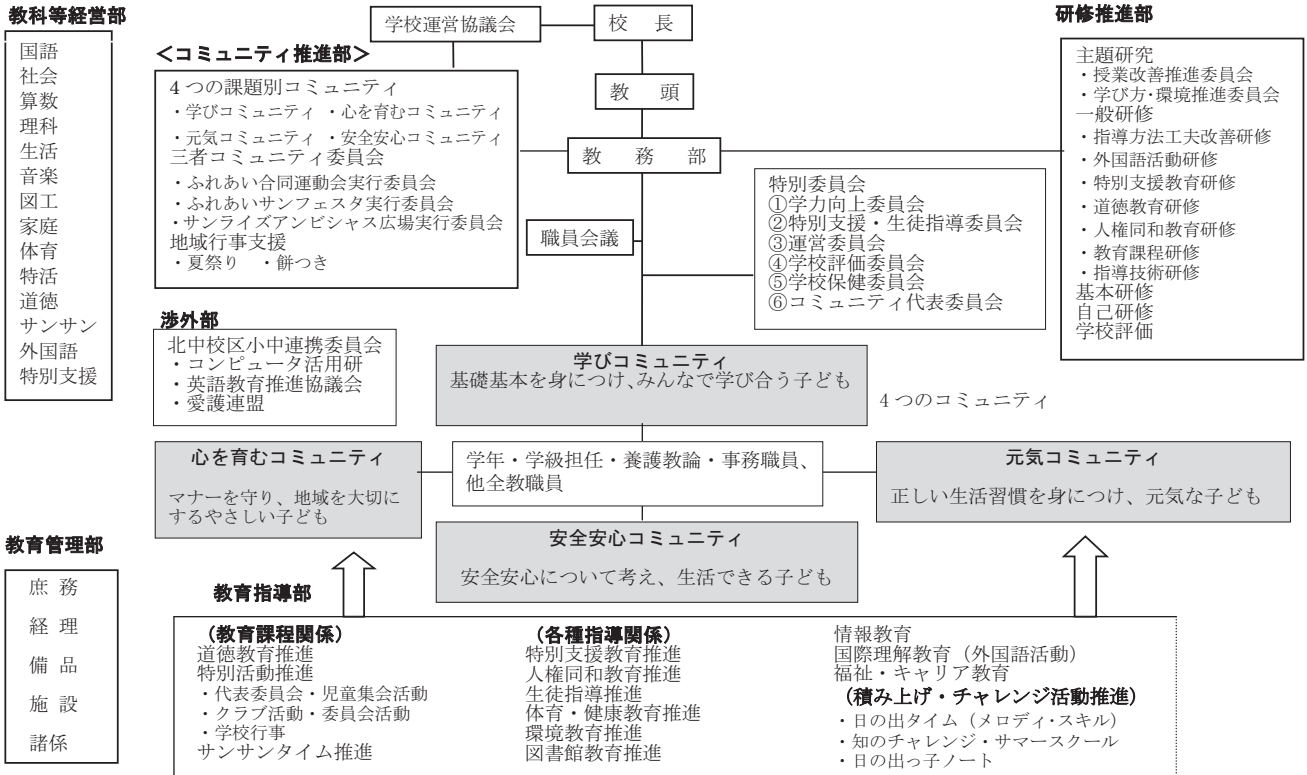 教科等経営部
国語
社会
算数
理科
生活
音楽
図工
家庭
体育
特活
道徳
サンサン
外国語
特別支援
学校運営協議会
校長
教頭
教務部
職員会議
＜コミュニティ推進部＞
4つの課題別コミュニティ
・学びコミュニティ ・心を育むコミュニティ
・元気コミュニティ ・安全安心コミュニティ
三者コミュニティ委員会
・ふれあい合同運動会実行委員会
・ふれあいサンフェスタ実行委員会
・サンライズアンビシャス広場実行委員会
地域行事支援
・夏祭り ・餅つき
特別委員会
①学力向上委員会
②特別支援・生徒指導委員会
③運営委員会
④学校評価委員会
⑤学校保健委員会
⑥コミュニティ代表委員会
研修推進部
主題研究
・授業改善推進委員会
・学び方・環境推進委員会
一般研修
・指導方法工夫改善研修
・外国語活動研修
・特別支援教育研修
・道徳教育研修
・人権同和教育研修
・教育課程研修
・指導技術研修
基本研修
自己研修
学校評価
渉外部
北中校区小中連携委員会
・コンピュータ活用研
・英語教育推進協議会
・愛護連盟
学びコミュニティ
基礎基本を身につけ、みんなで学び合う子ども
4つのコミュニティ
心を育むコミュニティ
マナーを守り、地域を大切に
するやさしい子ども
学年・学級担任・養護教諭・事務職員、
他全教職員
元気コミュニティ
正しい生活習慣を身につけ、元気な子ども
安全安心コミュニティ
安全安心について考え、生活できる子ども
教育管理部
庶務
経理
備品
施設
諸係
教育指導部
（教育課程関係）
道徳教育推進
特別活動推進
・代表委員会・児童集会活動
・クラブ活動・委員会活動
・学校行事
サンサンタイム推進
（各種指導関係）
特別支援教育推進
人権同和教育推進
生徒指導推進
体育・健康教育推進
環境教育推進
図書館教育推進
情報教育
国際理解教育（外国語活動）
福祉・キャリア教育
（積み上げ・チャレンジ活動推進）
・日の出タイム（メロディ・スキル）
・知のチャレンジ・サマースクール
・日の出っ子ノート